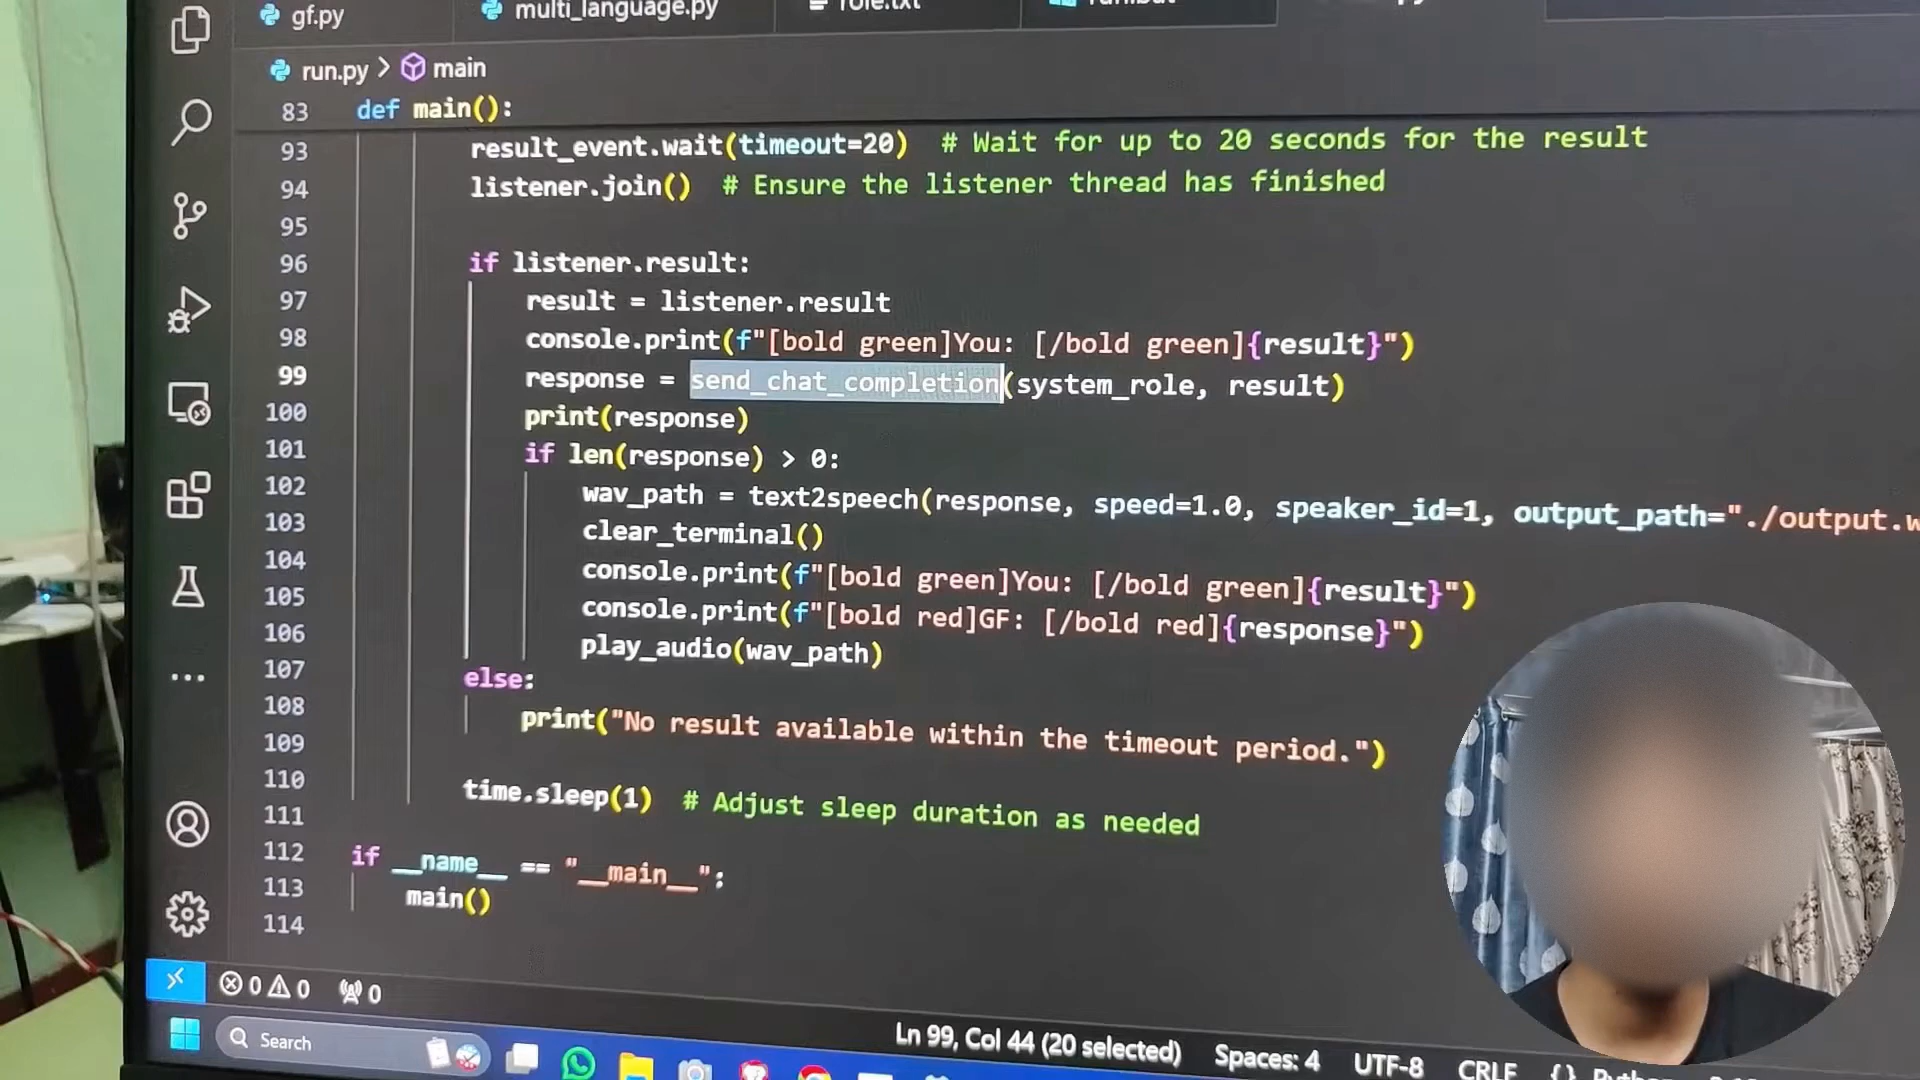 gf.py
multi_language.py
role.txt
run.py > main
83 def main():
93 result_event.wait(timeout=20) # Wait for up to 20 seconds for the result
94 listener.join() # Ensure the listener thread has finished
95
96 if listener.result:
97 result = listener.result
98 console.print(f"[bold green]You: [/bold green]{result}")
99 response = send_chat_completion(system_role, result)
100 print(response)
101 if len(response) > 0:
102 wav_path = text2speech(response, speed=1.0, speaker_id=1, output_path="./output.w
103 clear_terminal()
104 console.print(f"[bold green]You: [/bold green]{result}")
105 console.print(f"[bold red]GF: [/bold red]{response}")
106 play_audio(wav_path)
107 else:
108 print("No result available within the timeout period.")
109
110 time.sleep(1) # Adjust sleep duration as needed
111
112 if __name__ == "__main__":
113 main()
114
0 0 0
Ln 99, Col 44 (20 selected) Spaces: 4 UTF-8 CRLF {}
Search